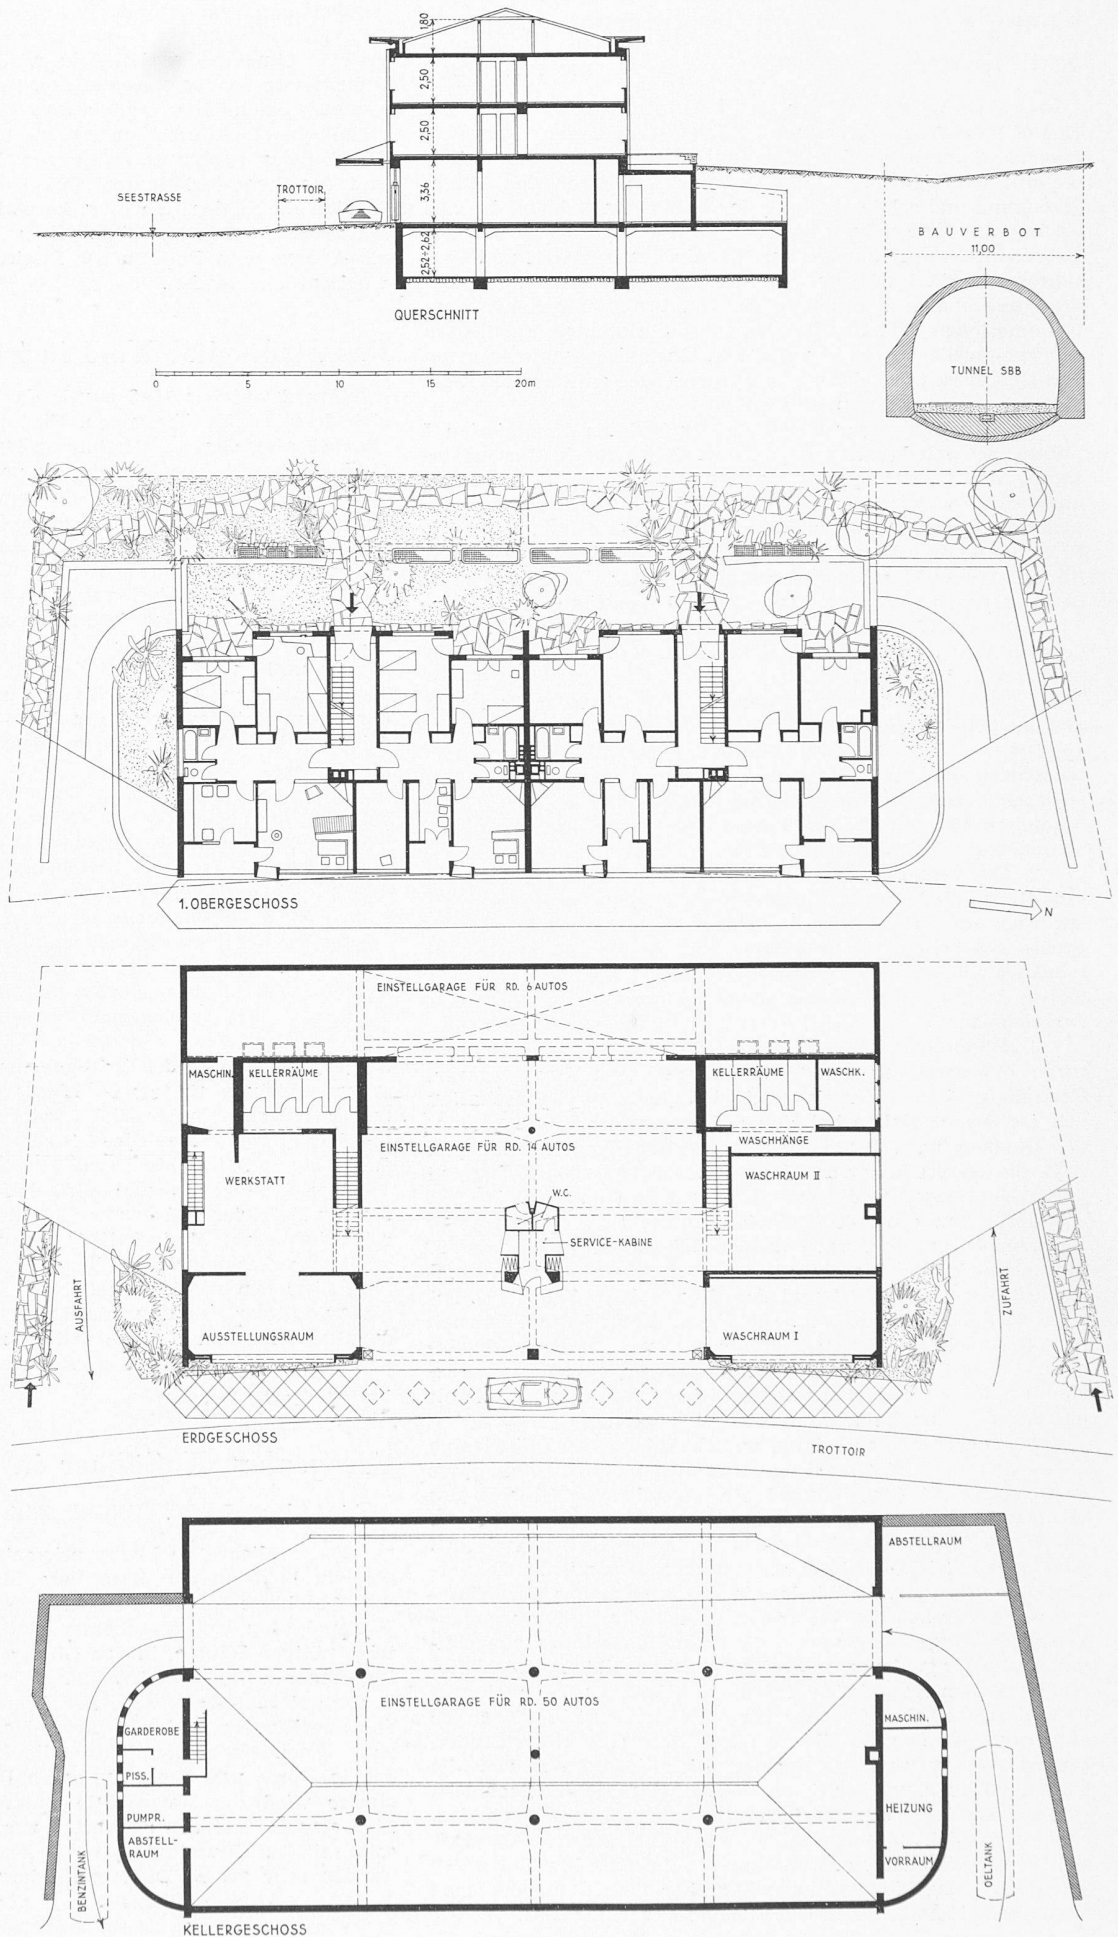 1.80
2,50
2,50
3,36
2,52÷2,62
SEESTRASSE
TROTTOIR
BAUVERBOT
11,00
QUERSCHNITT
TUNNEL SBB
0 5 10 15 20m
1. OBERGESCHOSS
N
EINSTELLGARAGE FÜR RD. 6 AUTOS
MASCHIN.
KELLERRÄUME
KELLERRÄUME
WASCHK.
EINSTELLGARAGE FÜR RD. 14 AUTOS
WASCHHÄNGE
WERKSTATT
WASCHRAUM II
W.C.
SERVICE-KABINE
AUSFAHRT
ZUFAHRT
AUSSTELLUNGSRAUM
WASCHRAUM I
ERDGESCHOSS
TROTTOIR
ABSTELLRAUM
EINSTELLGARAGE FÜR RD. 50 AUTOS
GARDEROBE
MASCHIN.
PISS.
PUMPR.
HEIZUNG
ABSTELL-
RAUM
VORRAUM
BENZINTANK
OELTANK
KELLERGESCHOSS